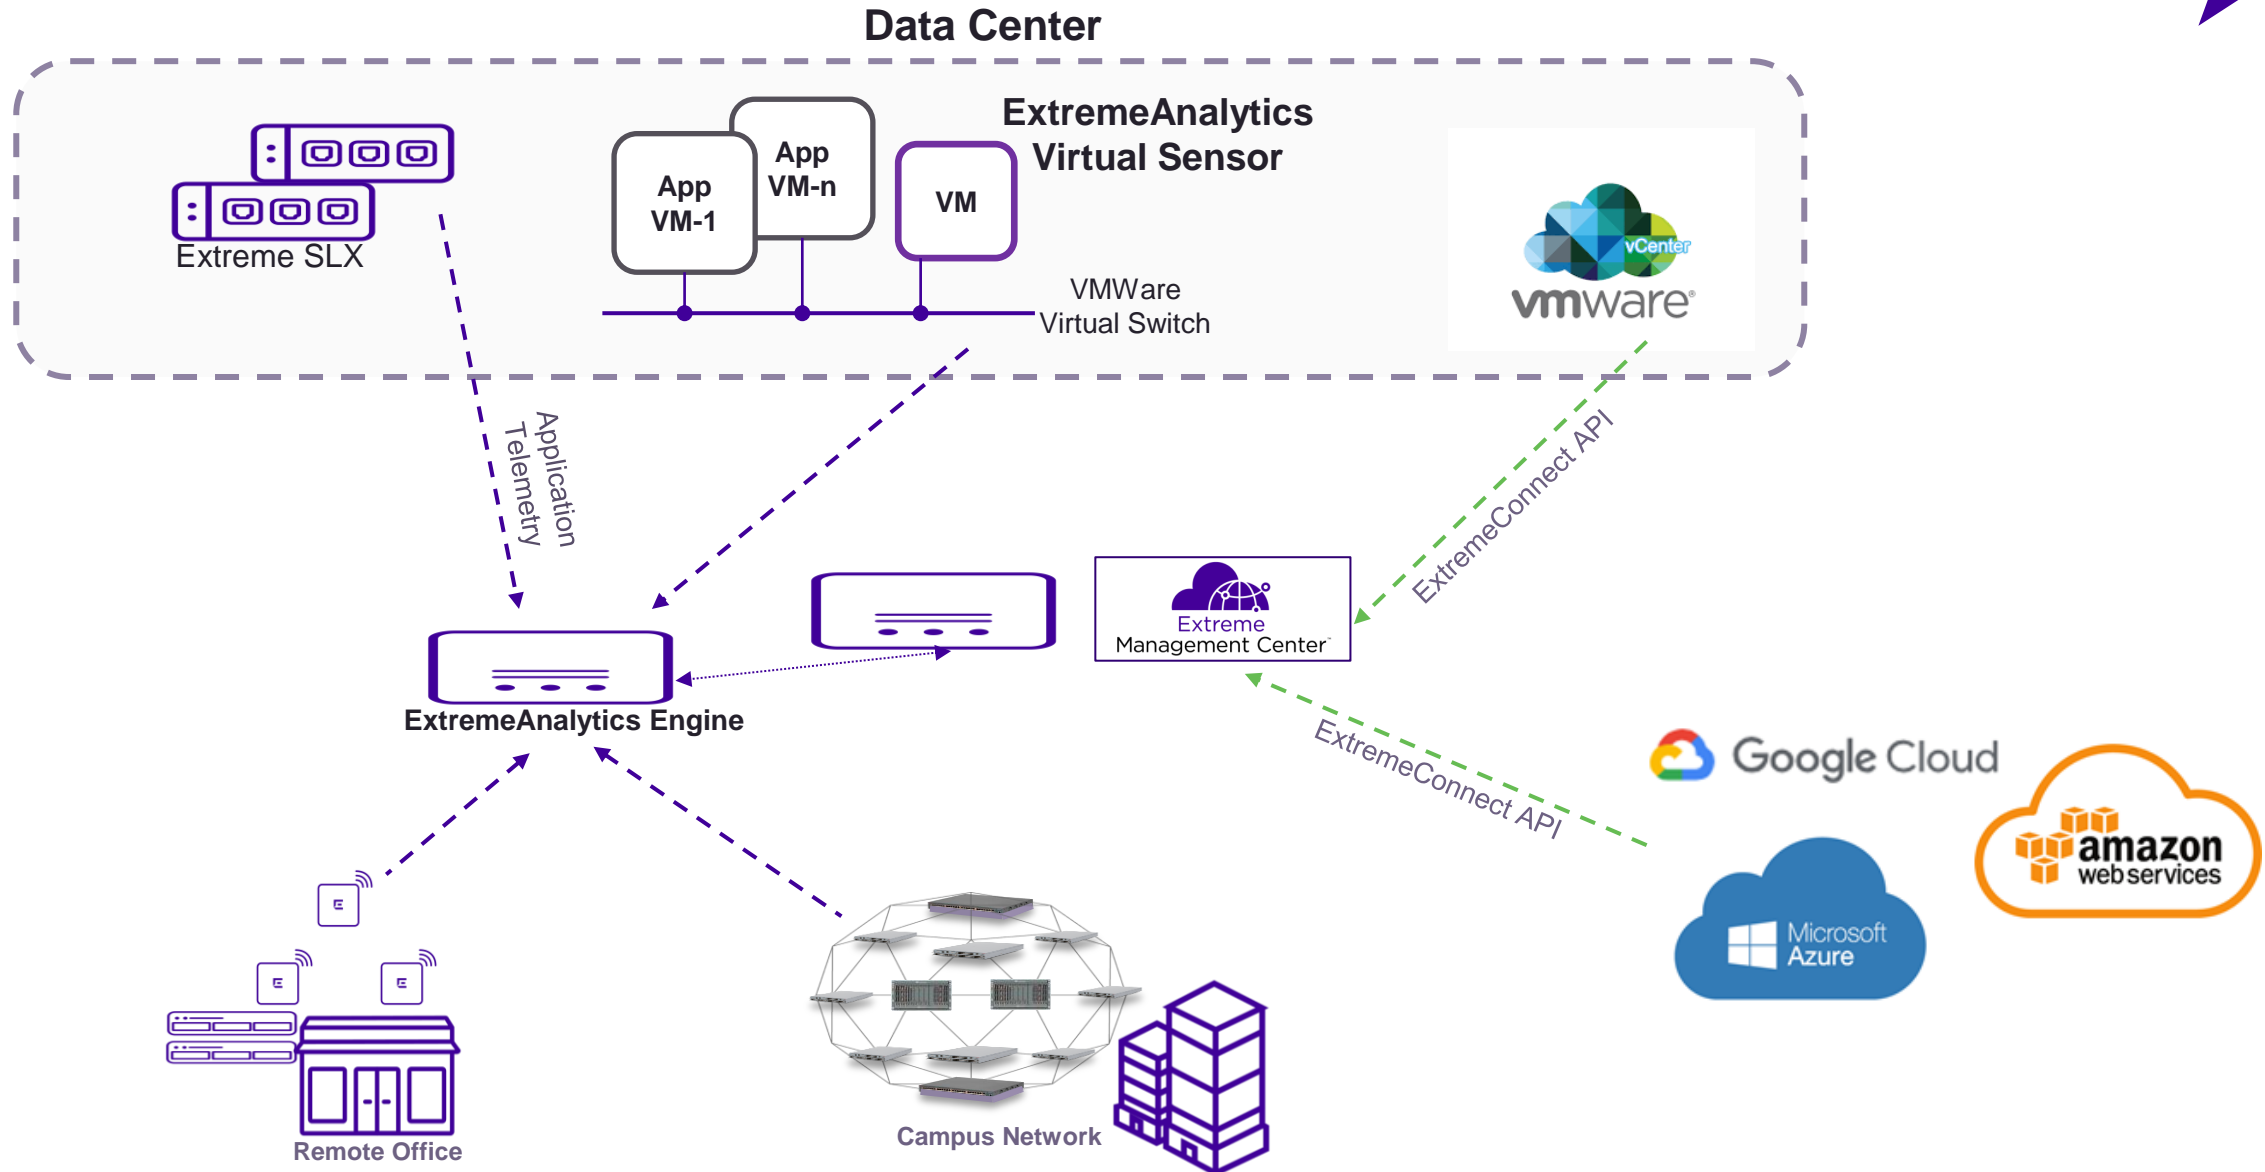 Data Center
ExtremeAnalytics
Virtual Sensor
App
VM-n
App
VM-1
VM
Extreme SLX
VMWare
Virtual Switch
vCenter
vmware®
Application
Telemetry
ExtremeConnect API
Extreme
Management Center™
ExtremeAnalytics Engine
ExtremeConnect API
Google Cloud
amazon
web services
Microsoft
Azure
E
E
E
Campus Network
Remote Office